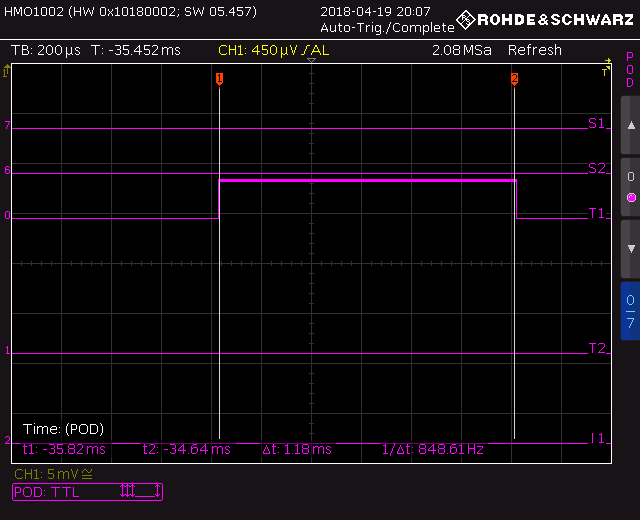 HMO1002 (HW 0x10180002; SW 05.457)
2018-04-19 20:07
Auto-Trig./Complete
ROHDE&SCHWARZ
TB: 200µs T: -35.452ms
CH1: 450µV / AL
2.08MSa
Refresh
POD
1
T
1
2
7
S1
6
S2
0
T1
0
0
7
1
T2
Time: (POD)
2
I1
t1: -35.82ms t2: -34.64ms Δt: 1.18ms 1/Δt: 848.61Hz
CH1: 5mV
POD: TTL